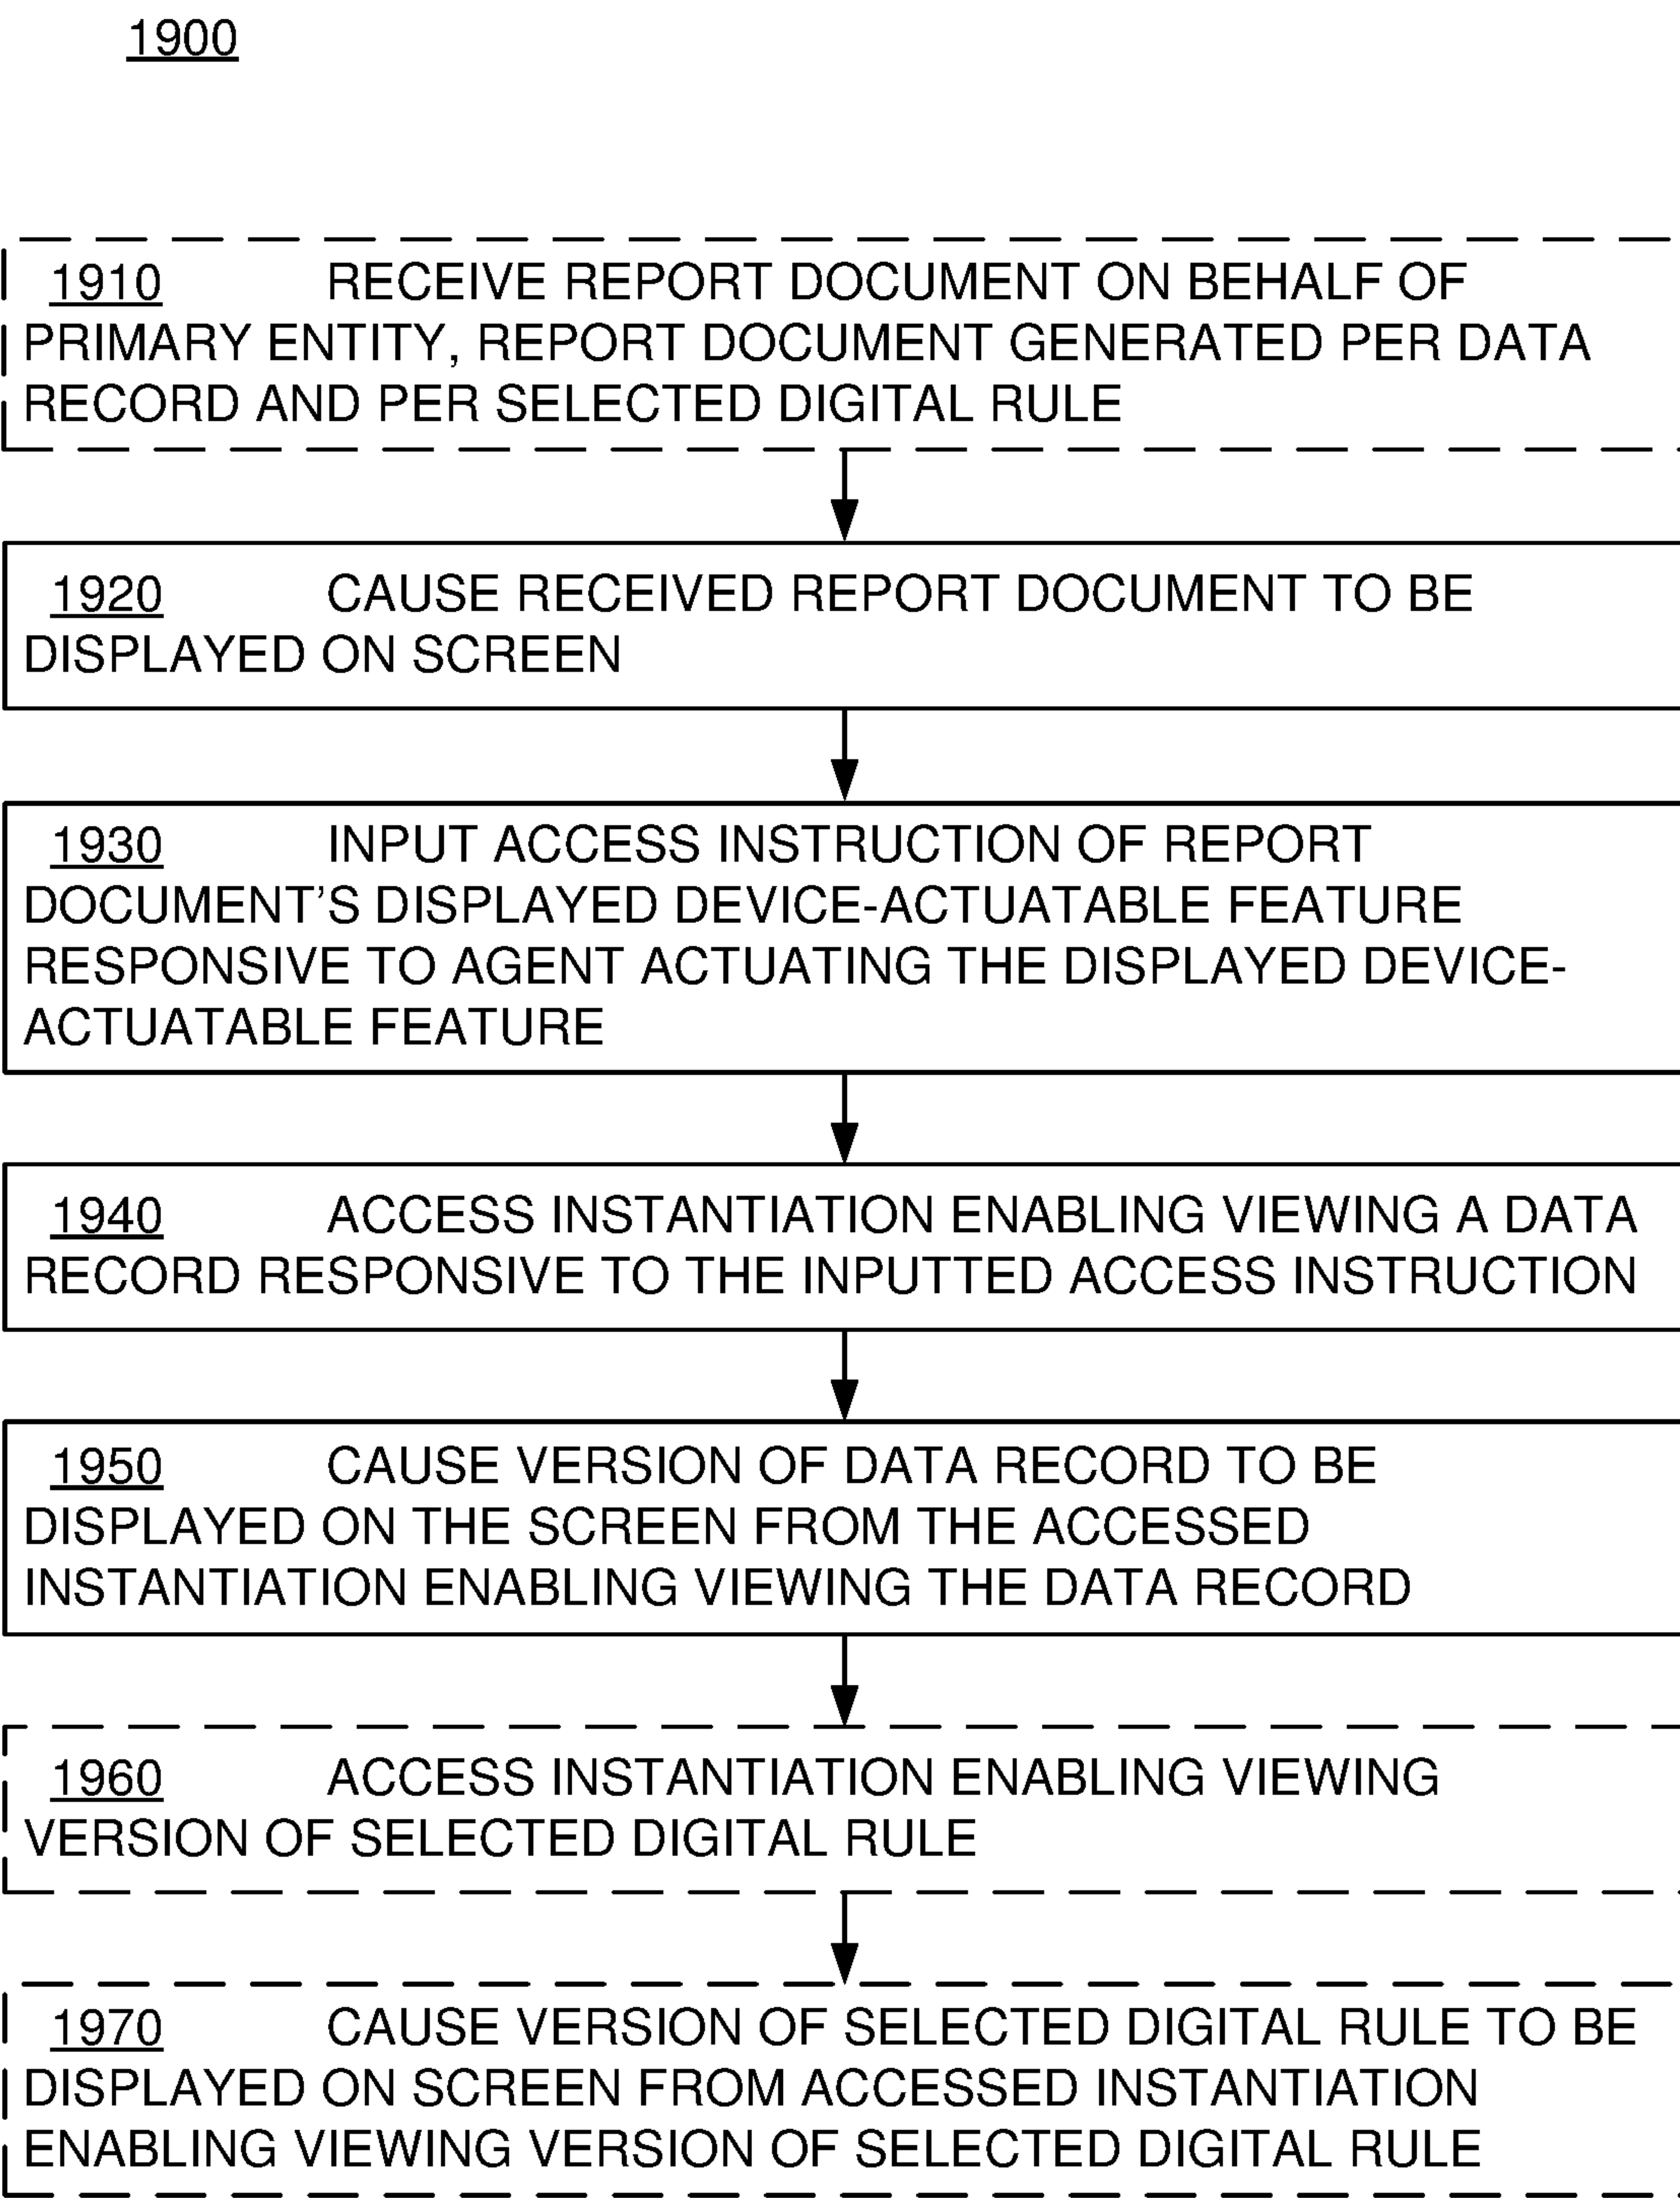 1900
1910 RECEIVE REPORT DOCUMENT ON BEHALF OF
PRIMARY ENTITY, REPORT DOCUMENT GENERATED PER DATA
RECORD AND PER SELECTED DIGITAL RULE
1920 CAUSE RECEIVED REPORT DOCUMENT TO BE
DISPLAYED ON SCREEN
1930 INPUT ACCESS INSTRUCTION OF REPORT
DOCUMENT’S DISPLAYED DEVICE-ACTUATABLE FEATURE
RESPONSIVE TO AGENT ACTUATING THE DISPLAYED DEVICE-
ACTUATABLE FEATURE
1940 ACCESS INSTANTIATION ENABLING VIEWING A DATA
RECORD RESPONSIVE TO THE INPUTTED ACCESS INSTRUCTION
1950 CAUSE VERSION OF DATA RECORD TO BE
DISPLAYED ON THE SCREEN FROM THE ACCESSED
INSTANTIATION ENABLING VIEWING THE DATA RECORD
1960 ACCESS INSTANTIATION ENABLING VIEWING
VERSION OF SELECTED DIGITAL RULE
1970 CAUSE VERSION OF SELECTED DIGITAL RULE TO BE
DISPLAYED ON SCREEN FROM ACCESSED INSTANTIATION
ENABLING VIEWING VERSION OF SELECTED DIGITAL RULE